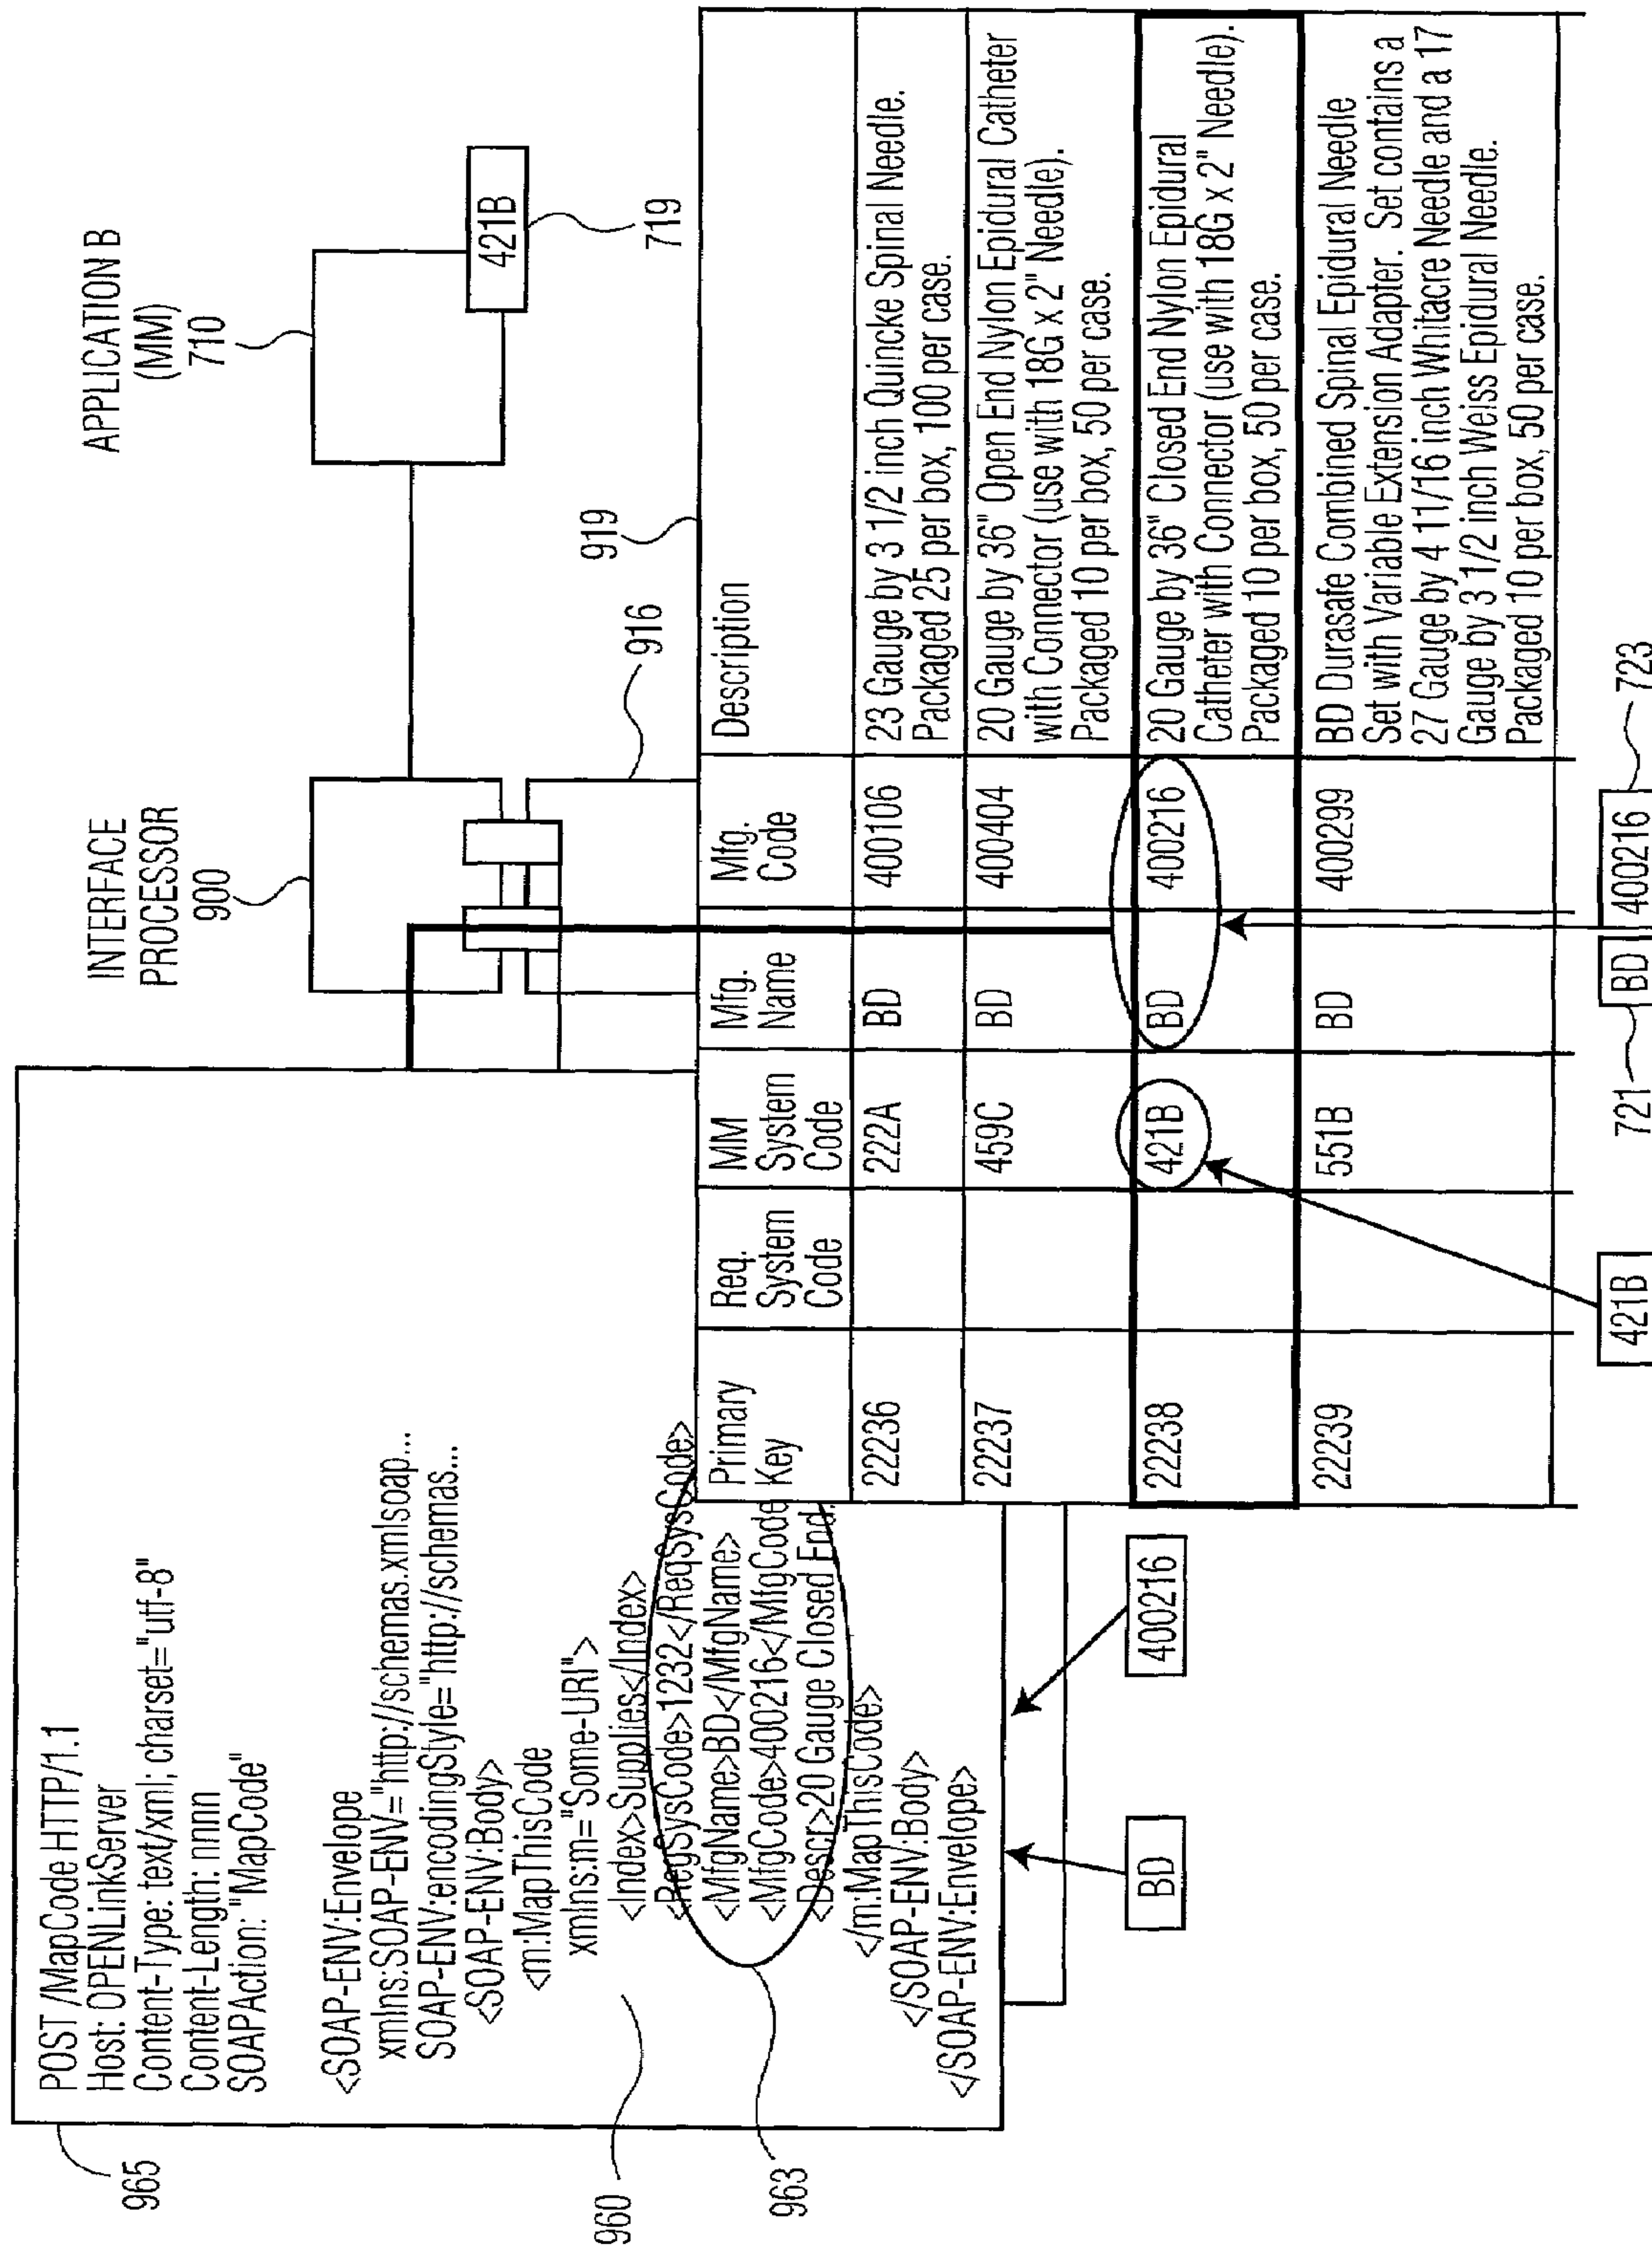 965
POST /MapCode HTTP/1.1
Host: OPENLinkServer
Content-Type: text/xml; charset="utf-8"
Content-Length: nnnn
SOAPAction: "MapCode"
<SOAP-ENV:Envelope
xmlns:SOAP-ENV="http://schemas.xmlsoap...
SOAP-ENV:encodingStyle="http://schemas...
<SOAP-ENV:Body>
<m:MapThisCode
xmlns:m="Some-URI">
<Index>Supplies</Index>
<ReqSysCode>1232</ReqSysCode>
<MfgName>BD</MfgName>
<MfgCode>400216</MfgCode
<Descr>20 Gauge Closed End.
</m:MapThisCode>
</SOAP-ENV:Body>
</SOAP-ENV:Envelope>
960
963
BD
400216
INTERFACE
PROCESSOR
900
APPLICATION B
(MM)
710
421B
719
916
919
Primary
Key
Req.
System
Code
MM
System
Code
Mfg.
Name
Mfg.
Code
Description
22236
222A
BD
400106
23 Gauge by 3 1/2 inch Quincke Spinal Needle.
Packaged 25 per box, 100 per case.
22237
459C
BD
400404
20 Gauge by 36" Open End Nylon Epidural Catheter
with Connector (use with 18G x 2" Needle).
Packaged 10 per box, 50 per case.
22238
421B
BD
400216
20 Gauge by 36" Closed End Nylon Epidural
Catheter with Connector (use with 18G x 2" Needle).
Packaged 10 per box, 50 per case.
22239
551B
BD
400299
BD Durasafe Combined Spinal Epidural Needle
Set with Variable Extension Adapter. Set contains a
27 Gauge by 4 11/16 inch Whitacre Needle and a 17
Gauge by 3 1/2 inch Weiss Epidural Needle.
Packaged 10 per box, 50 per case.
421B
721
BD
400216
723